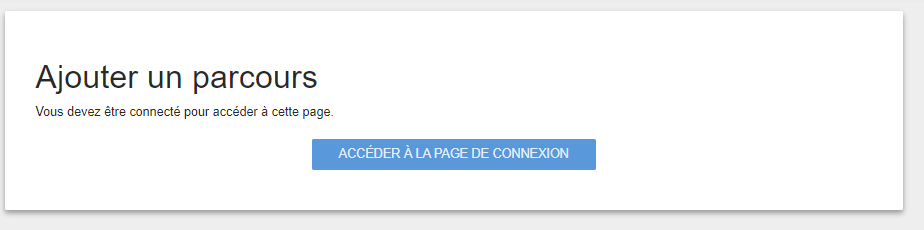 Ajouter un parcours
Vous devez être connecté pour accéder à cette page.
ACCÉDER À LA PAGE DE CONNEXION